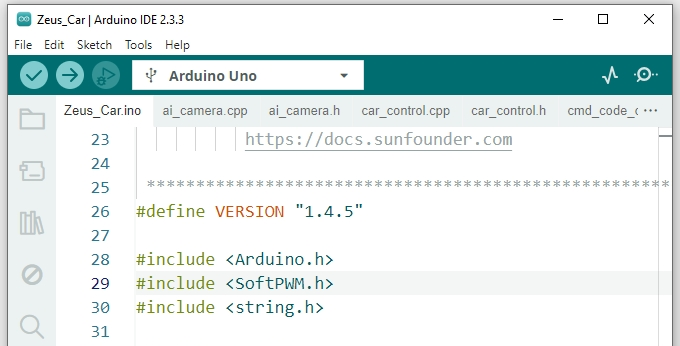 Zeus_Car | Arduino IDE 2.3.3
File Edit Sketch Tools Help
Arduino Uno
Zeus_Car.ino ai_camera.cpp ai_camera.h car_control.cpp car_control.h cmd_code_c ...
23 https://docs.sunfounder.com
24
25 *******************************************************
26 #define VERSION "1.4.5"
27
28 #include <Arduino.h>
29 #include <SoftPWM.h>
30 #include <string.h>
31